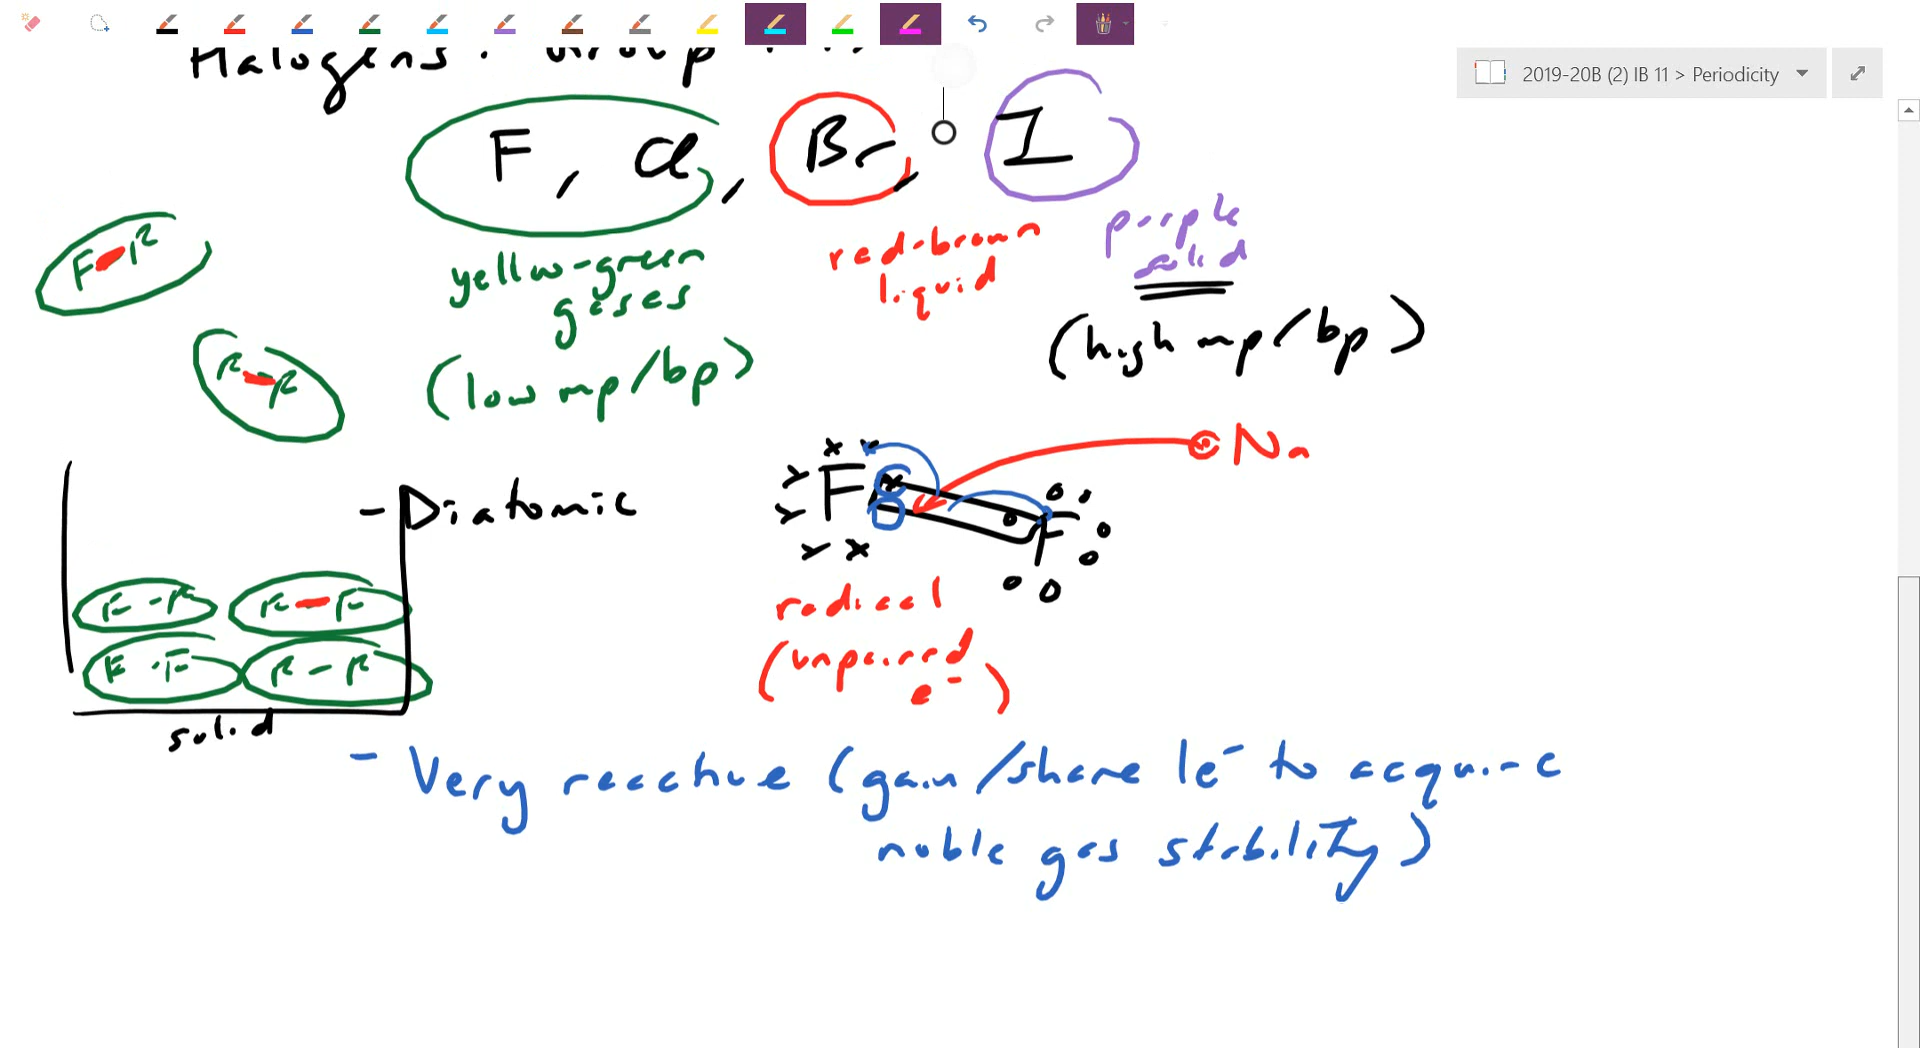 2019-20B (2) IB 11 > Periodicity
Halogens: Group
F, Cl, Br, I
F-F
yellow-green
gases
(low mp/bp)
red-brown
liquid
purple
solid
(high mp/bp)
F-F
- Diatomic
F F
Na
F-F F-F
F-F F-F
solid
radical
(unpaired
e⁻)
- Very reactive (gain/share 1e⁻ to acquire
noble gas stability)